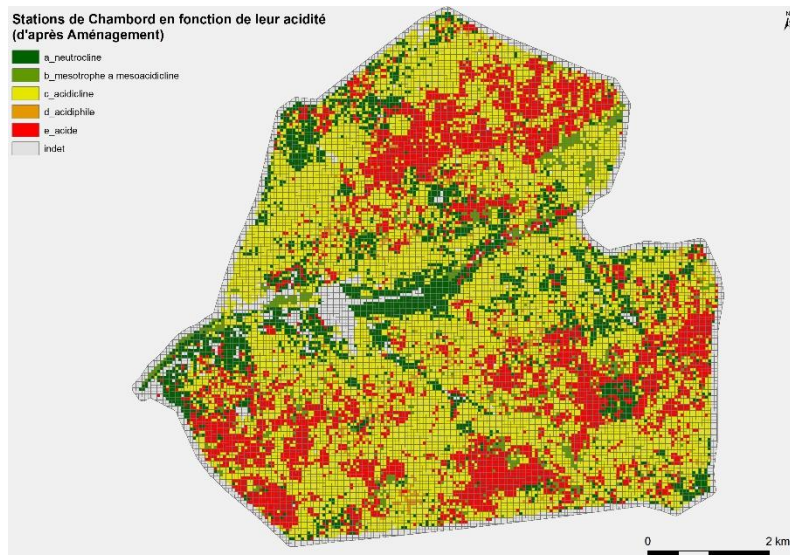 Stations de Chambord en fonction de leur acidité
(d'après Aménagement)
a_neutrocline
b_mesotrophe a mesoacidicline
c_acidicline
d_acidiphile
e_acide
indet
N
0 2 km